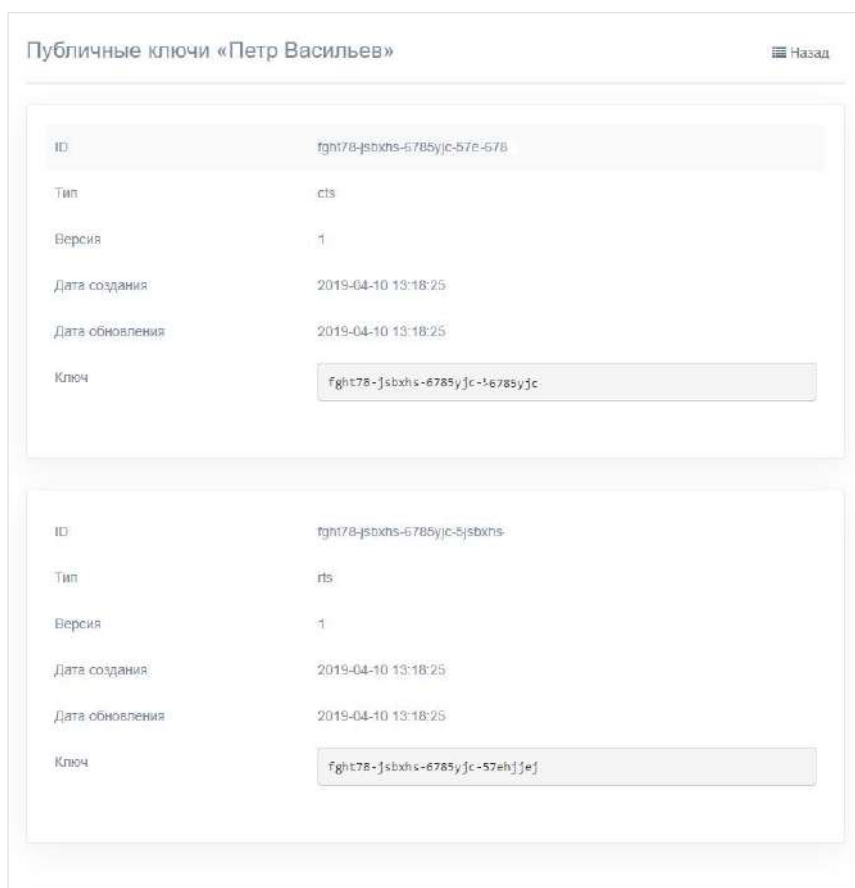 Публичные ключи «Петр Васильев»
Назад
ID fght78-jsbxhs-6785yjc-57e-678
Тип cts
Версия 1
Дата создания 2019-04-10 13:18:25
Дата обновления 2019-04-10 13:18:25
Ключ fght78-jsbxhs-6785yjc-56785yjc
ID fght78-jsbxhs-6785yjc-5jsbxhs-
Тип rts
Версия 1
Дата создания 2019-04-10 13:18:25
Дата обновления 2019-04-10 13:18:25
Ключ fght78-jsbxhs-6785yjc-57ehjjej